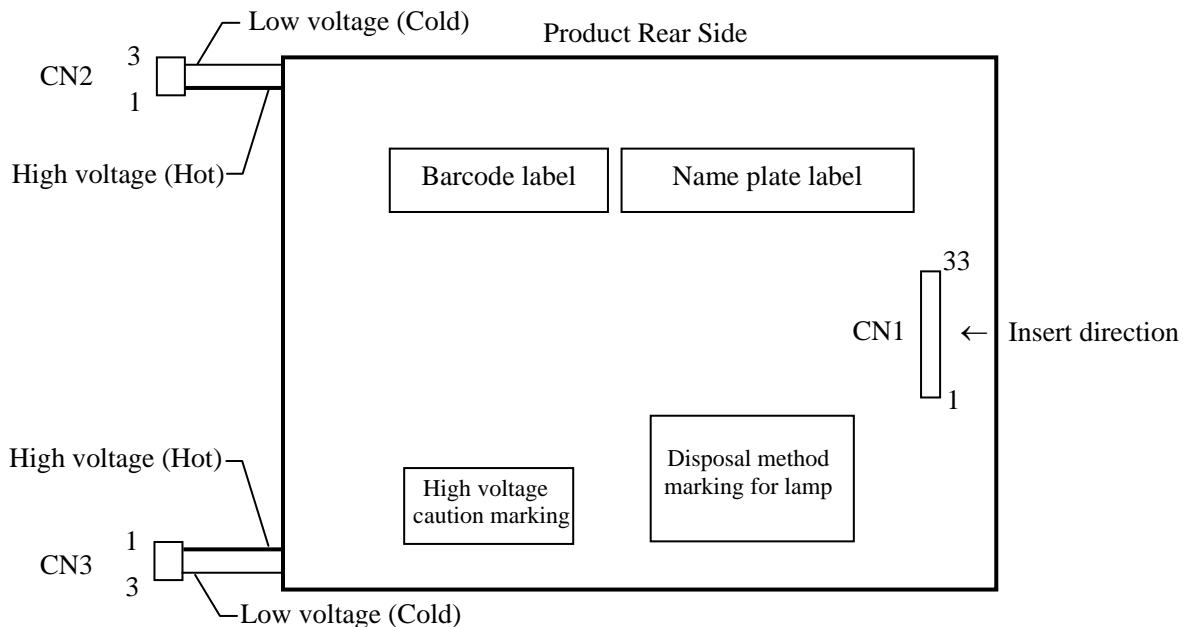 Low voltage (Cold)
Product Rear Side
3
CN2
1
High voltage (Hot)
Barcode label
Name plate label
33
CN1
← Insert direction
1
High voltage (Hot)
Disposal method
marking for lamp
High voltage
caution marking
1
CN3
3
Low voltage (Cold)